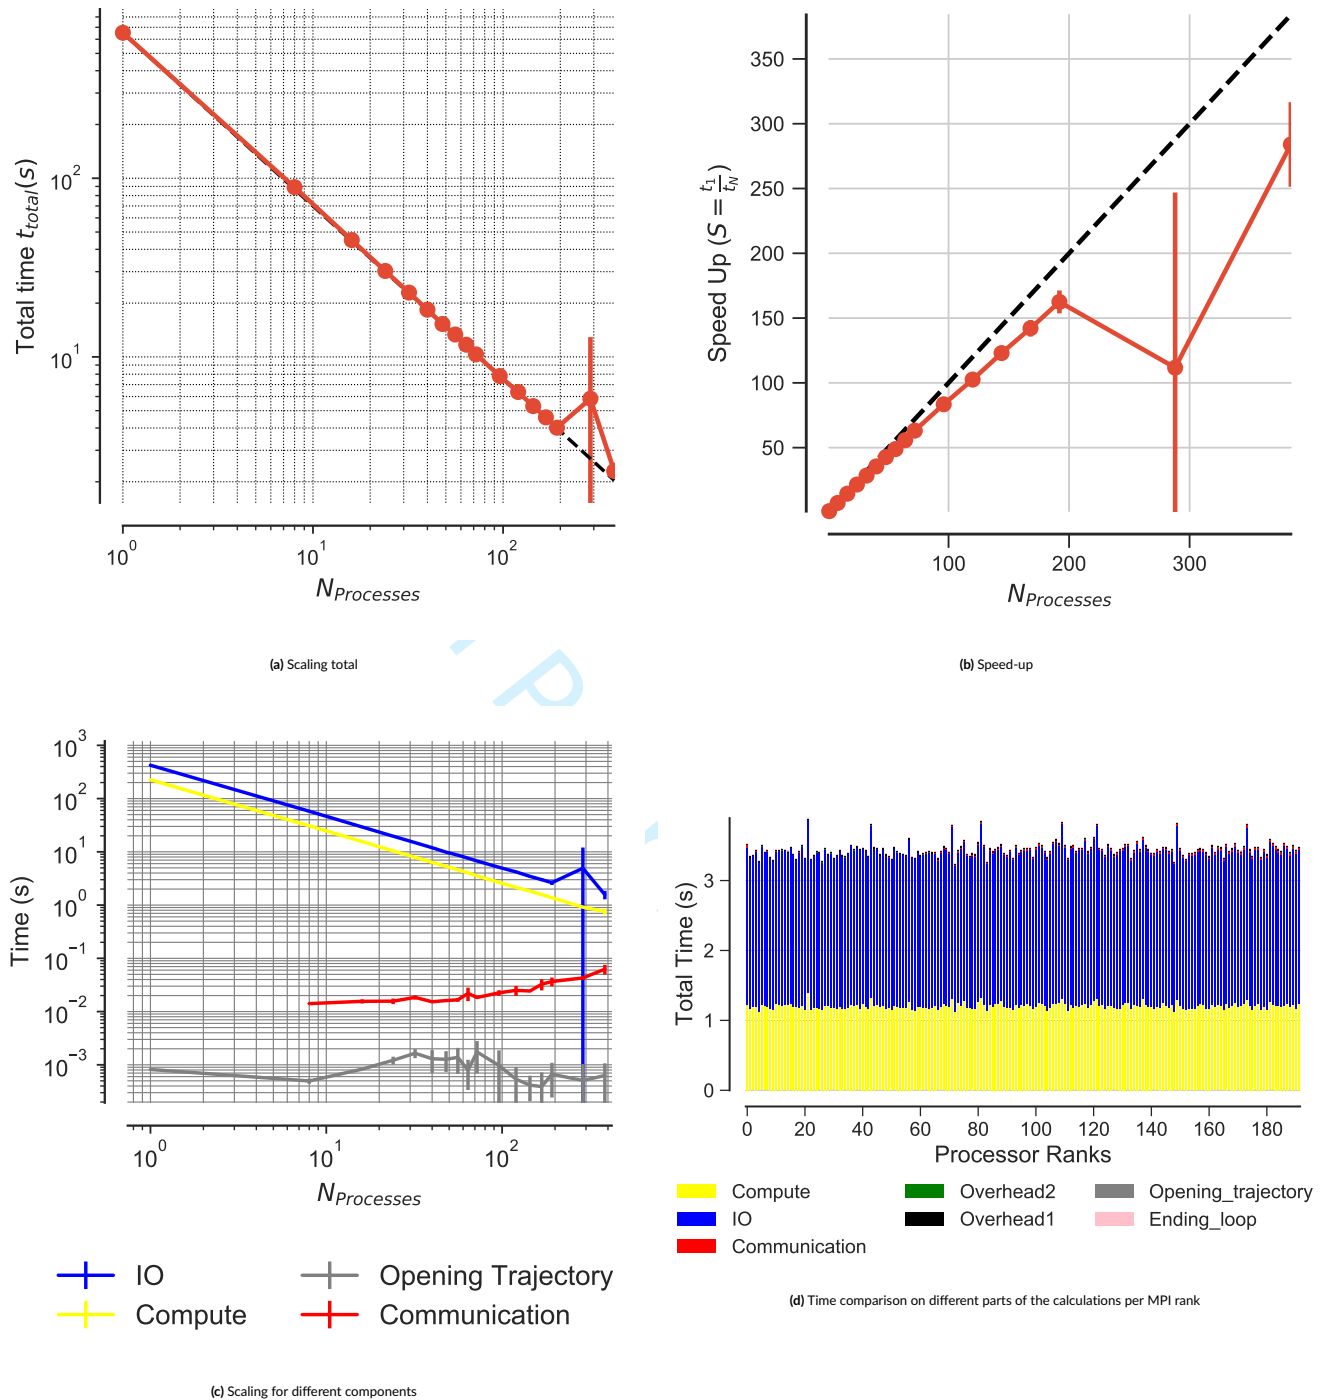 Total time t_total(s)
10^2
10^1
10^0 10^1 10^2
N_Processes
(a) Scaling total
Speed Up (S = t_1/t_N)
350
300
250
200
150
100
50
100 200 300
N_Processes
(b) Speed-up
P
Time (s)
10^3
10^2
10^1
10^0
10^−1
10^−2
10^−3
10^0 10^1 10^2
N_Processes
IO Opening Trajectory
Compute Communication
(c) Scaling for different components
Total Time (s)
3
2
1
0
0 20 40 60 80 100 120 140 160 180
Processor Ranks
Compute Overhead2 Opening_trajectory
IO Overhead1 Ending_loop
Communication
(d) Time comparison on different parts of the calculations per MPI rank